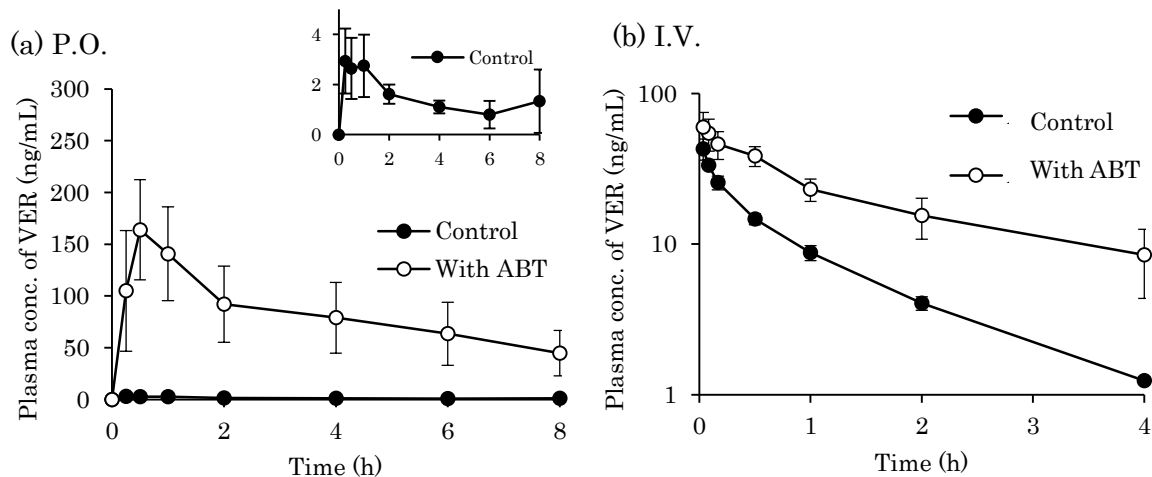 (a) P.O.
4
2
0
0 2 4 6 8
Control
Plasma conc. of VER (ng/mL)
300
250
200
150
100
50
0
0 2 4 6 8
Time (h)
Control
With ABT
(b) I.V.
Plasma conc. of VER (ng/mL)
100
10
1
0 1 2 3 4
Time (h)
Control
With ABT